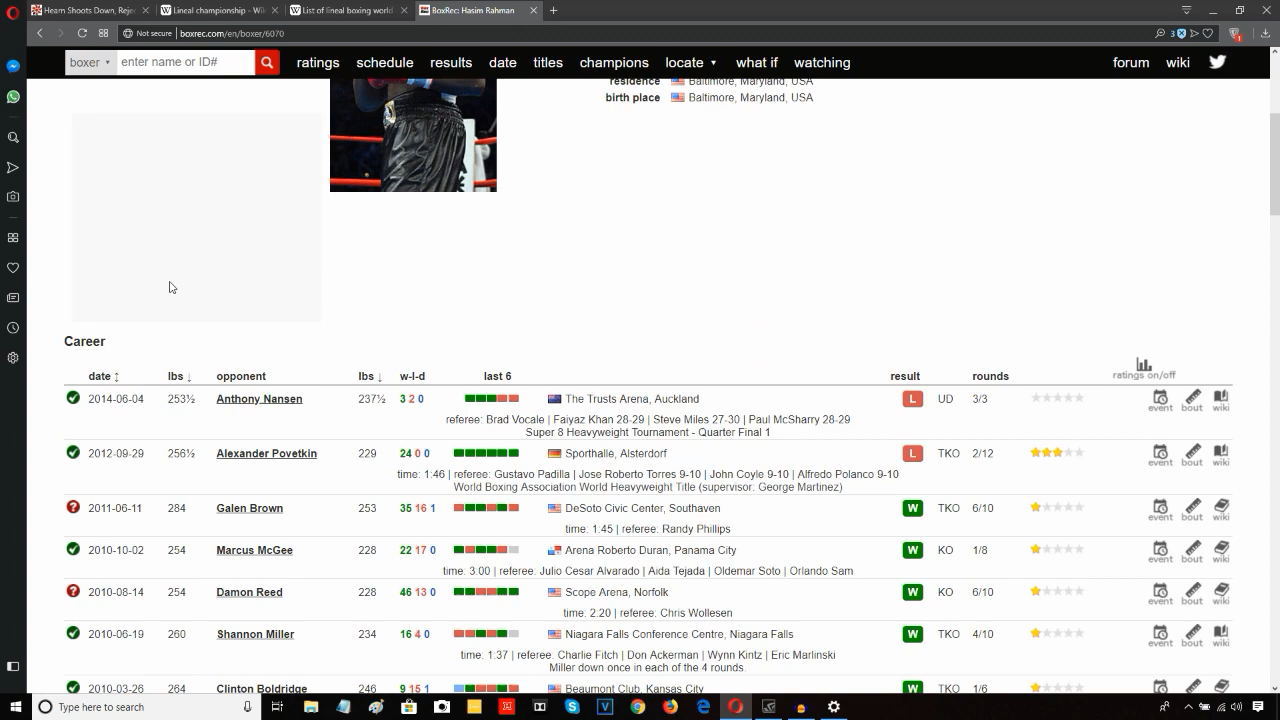 Hearn Shoots Down, Rejec
Lineal championship - Wik
List of lineal boxing world
BoxRec: Hasim Rahman
Not secure boxrec.com/en/boxer/6070
3
1
boxer enter name or ID# ratings schedule results date titles champions locate what if watching forum wiki
residence Baltimore, Maryland, USA
birth place Baltimore, Maryland, USA
Career
date lbs opponent lbs w-l-d last 6 result rounds ratings on/off
2014-06-04 253½ Anthony Nansen 237½ 3 2 0 The Trusts Arena, Auckland L UD 3/3 event bout wiki
referee: Brad Vocale | Faiyaz Khan 28-29 | Steve Miles 27-30 | Paul McSharry 28-29
Super 8 Heavyweight Tournament - Quarter Final 1
2012-09-29 256½ Alexander Povetkin 229 24 0 0 Sporthalle, Alsterdorf L TKO 2/12 event bout wiki
time: 1:46 | referee: Gustavo Padilla | Jose Roberto Torres 9-10 | John Coyle 9-10 | Alfredo Polanco 9-10
World Boxing Association World Heavyweight Title (supervisor: George Martinez)
2011-06-11 284 Galen Brown 253 35 16 1 DeSoto Civic Center, Southaven W TKO 6/10 event bout wiki
time: 1:45 | referee: Randy Phillips
2010-10-02 254 Marcus McGee 228 22 17 0 Arena Roberto Duran, Panama City W KO 1/8 event bout wiki
time: 3:00 | referee: Julio Cesar Alvarado | Aida Tejada | Oldemar Soto | Orlando Sam
2010-08-14 254 Damon Reed 228 46 13 0 Scope Arena, Norfolk W KO 6/10 event bout wiki
time: 2.20 | referee: Chris Wollesen
2010-06-19 260 Shannon Miller 234 16 4 0 Niagara Falls Conference Centre, Niagara Falls W TKO 4/10 event bout wiki
time: 1:37 | referee: Charlie Fitch | Don Ackerman | Wynn Kintz | Eric Marlinski
Miller down once in each of the 4 rounds.
2010-03-26 264 Clinton Boldridge 246 9 15 1 Beaumont Club, Kansas City W TKO 1/6
Type here to search